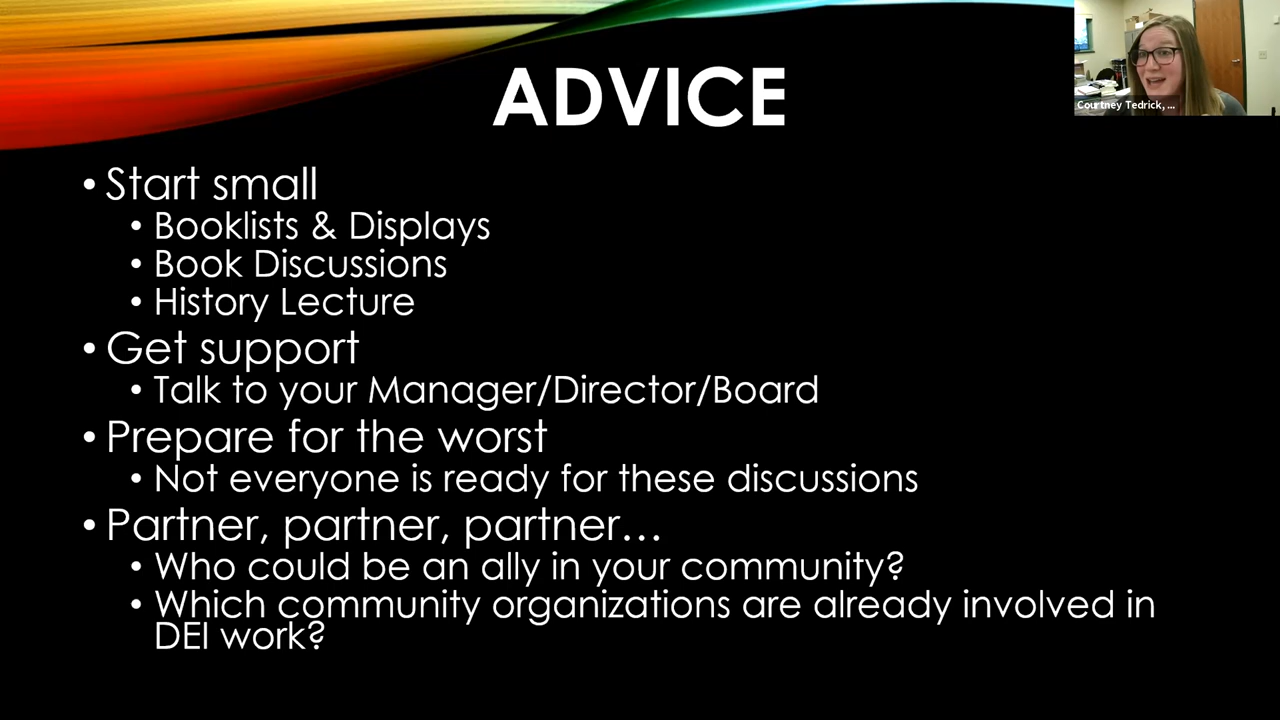 ADVICE
Courtney Tedrick, ...
• Start small
• Booklists & Displays
• Book Discussions
• History Lecture
• Get support
• Talk to your Manager/Director/Board
• Prepare for the worst
• Not everyone is ready for these discussions
• Partner, partner, partner…
• Who could be an ally in your community?
• Which community organizations are already involved in
DEI work?